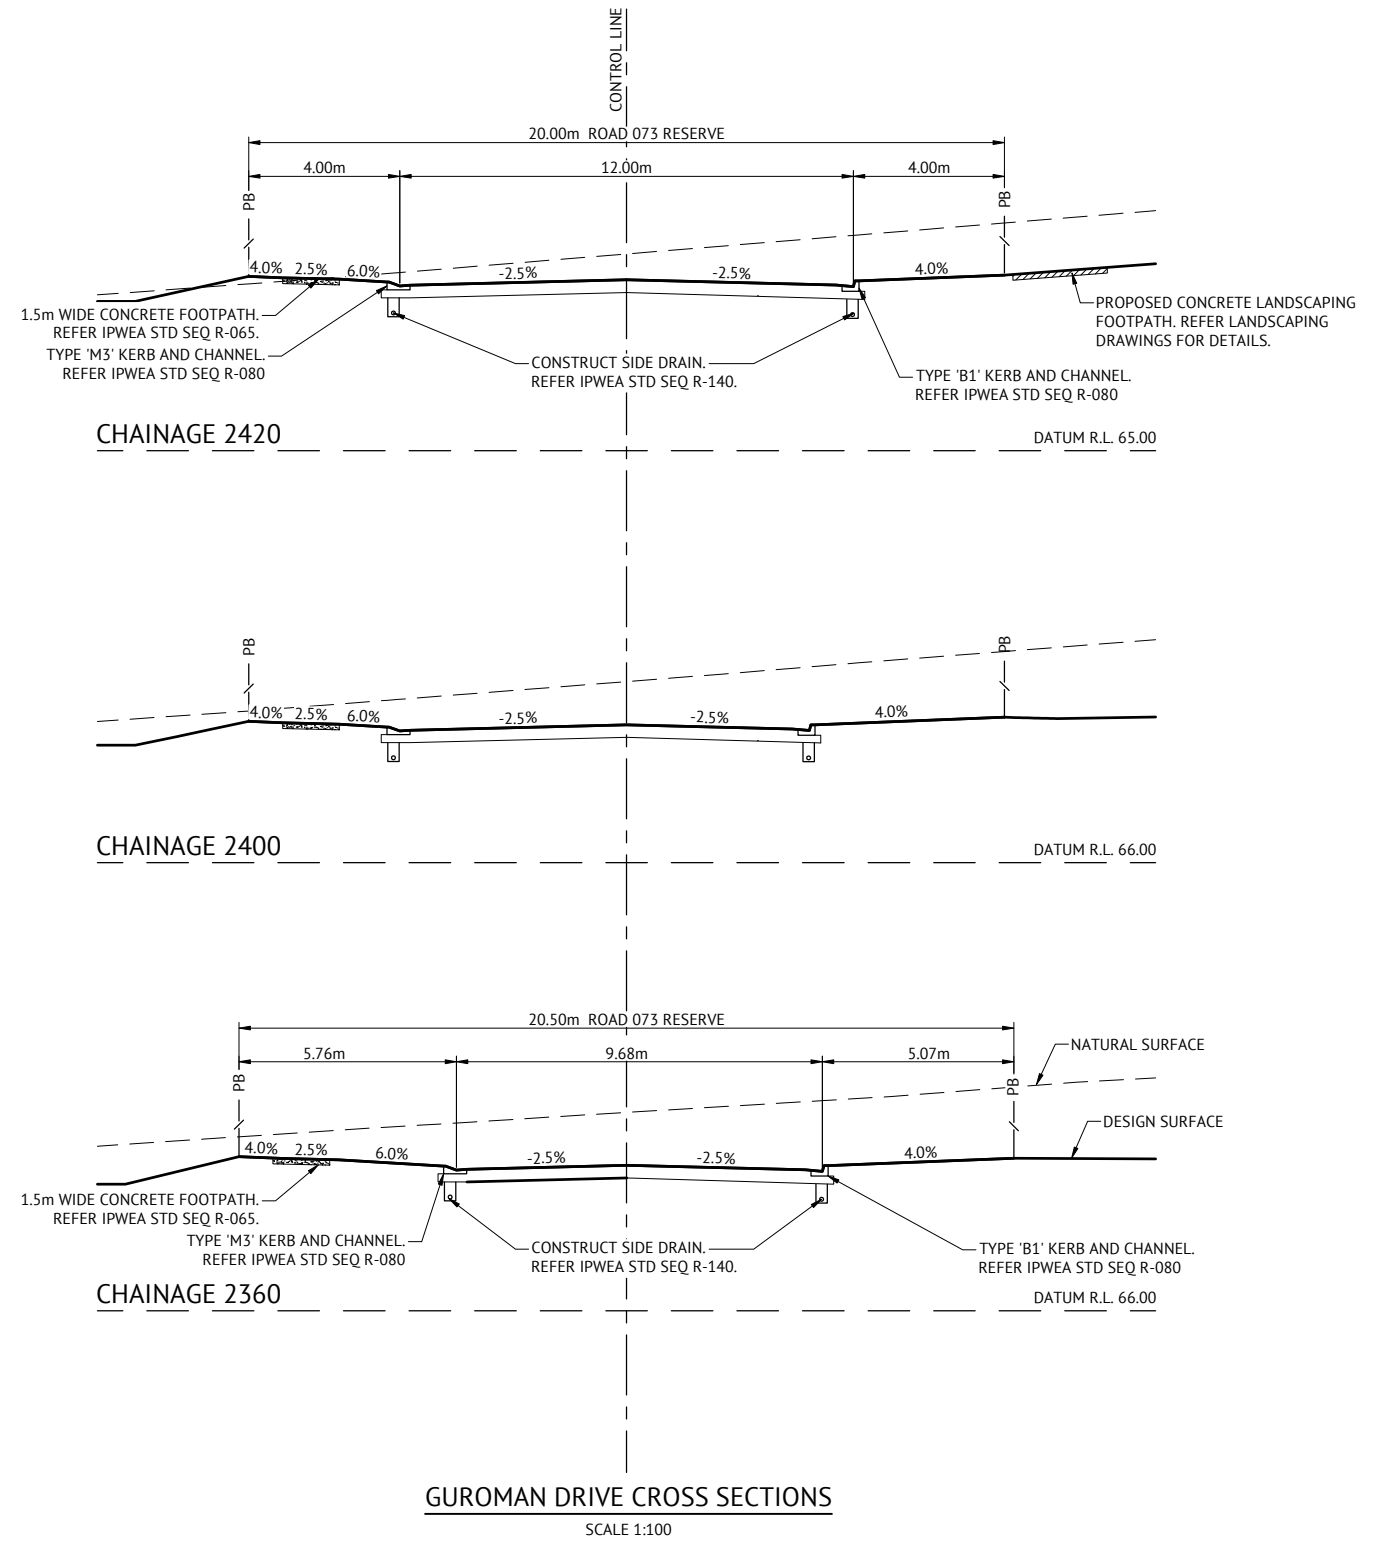 CONTROL LINE
20.00m ROAD 073 RESERVE
4.00m
12.00m
4.00m
PB
PB
4.0%
2.5%
6.0%
-2.5%
-2.5%
4.0%
1.5m WIDE CONCRETE FOOTPATH.
REFER IPWEA STD SEQ R-065.
TYPE 'M3' KERB AND CHANNEL.
REFER IPWEA STD SEQ R-080
CONSTRUCT SIDE DRAIN.
REFER IPWEA STD SEQ R-140.
PROPOSED CONCRETE LANDSCAPING
FOOTPATH. REFER LANDSCAPING
DRAWINGS FOR DETAILS.
TYPE 'B1' KERB AND CHANNEL.
REFER IPWEA STD SEQ R-080
CHAINAGE 2420
DATUM R.L. 65.00
PB
PB
4.0%
2.5%
6.0%
-2.5%
-2.5%
4.0%
CHAINAGE 2400
DATUM R.L. 66.00
20.50m ROAD 073 RESERVE
5.76m
9.68m
5.07m
PB
PB
NATURAL SURFACE
DESIGN SURFACE
4.0%
2.5%
6.0%
-2.5%
-2.5%
4.0%
1.5m WIDE CONCRETE FOOTPATH.
REFER IPWEA STD SEQ R-065.
TYPE 'M3' KERB AND CHANNEL.
REFER IPWEA STD SEQ R-080
CONSTRUCT SIDE DRAIN.
REFER IPWEA STD SEQ R-140.
TYPE 'B1' KERB AND CHANNEL.
REFER IPWEA STD SEQ R-080
CHAINAGE 2360
DATUM R.L. 66.00
GUROMAN DRIVE CROSS SECTIONS
SCALE 1:100